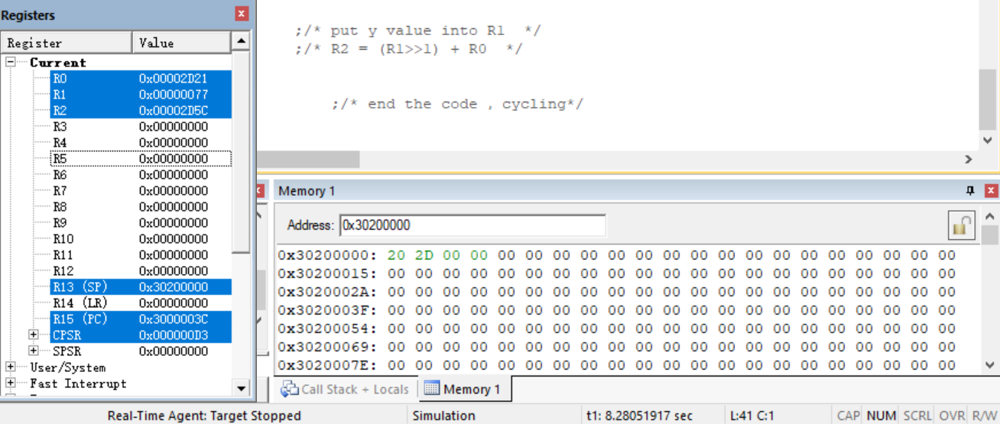 Registers
Register Value
Current
R0 0x00002D21
R1 0x00000077
R2 0x00002D5C
R3 0x00000000
R4 0x00000000
R5 0x00000000
R6 0x00000000
R7 0x00000000
R8 0x00000000
R9 0x00000000
R10 0x00000000
R11 0x00000000
R12 0x00000000
R13 (SP) 0x30200000
R14 (LR) 0x00000000
R15 (PC) 0x3000003C
CPSR 0x000000D3
SPSR 0x00000000
User/System
Fast Interrupt
;/* put y value into R1  */
;/* R2 = (R1>>1) + R0  */
;/* end the code , cycling*/
Memory 1
Address: 0x30200000
0x30200000: 20 2D 00 00 00 00 00 00 00 00 00 00 00 00 00 00 00 00 00 00 00
0x30200015: 00 00 00 00 00 00 00 00 00 00 00 00 00 00 00 00 00 00 00 00 00
0x3020002A: 00 00 00 00 00 00 00 00 00 00 00 00 00 00 00 00 00 00 00 00 00
0x3020003F: 00 00 00 00 00 00 00 00 00 00 00 00 00 00 00 00 00 00 00 00 00
0x30200054: 00 00 00 00 00 00 00 00 00 00 00 00 00 00 00 00 00 00 00 00 00
0x30200069: 00 00 00 00 00 00 00 00 00 00 00 00 00 00 00 00 00 00 00 00 00
0x3020007E: 00 00 00 00 00 00 00 00 00 00 00 00 00 00 00 00 00 00 00 00 00
Call Stack + Locals Memory 1
Real-Time Agent: Target Stopped Simulation t1: 8.28051917 sec L:41 C:1 CAP NUM SCRL OVR R/W